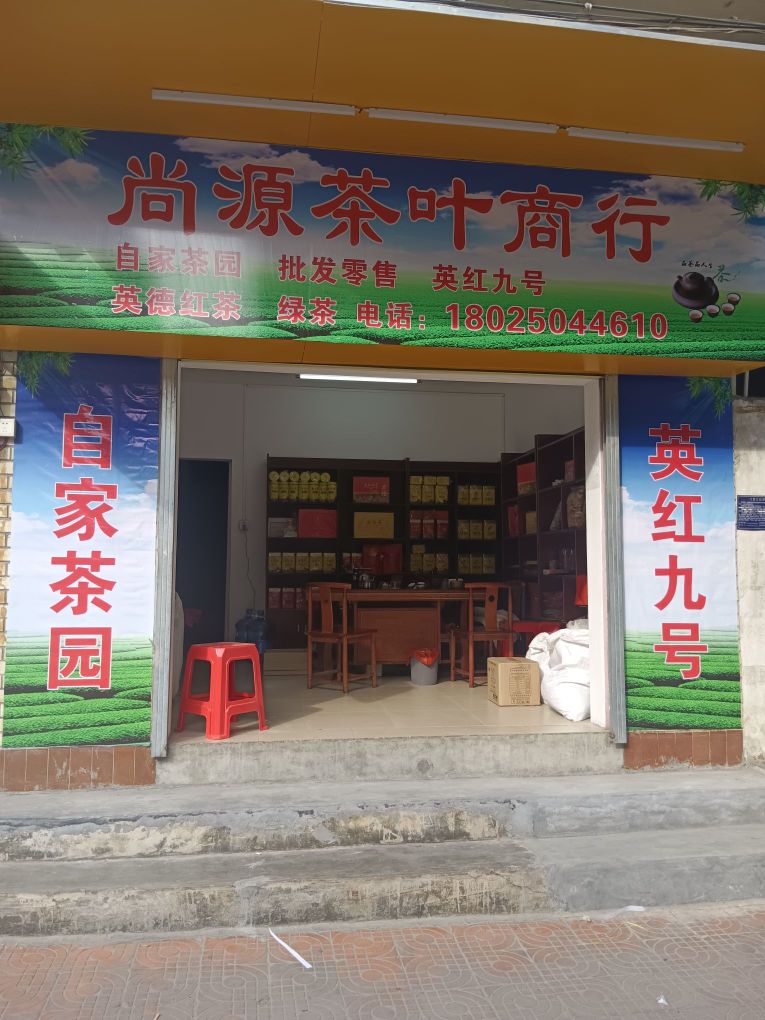 尚源茶叶商行
自家茶园 批发零售 英红九号
英德红茶 绿茶 电话：18025044610
茶
自家茶园
英红九号